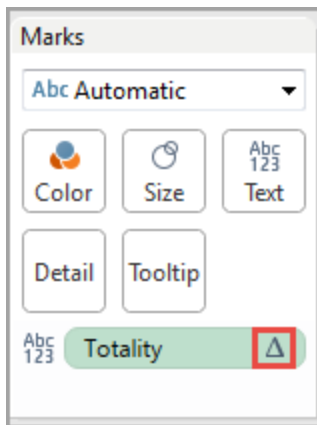 Marks
Abc Automatic
Color
Size
Abc
123
Text
Detail
Tooltip
Abc
123
Totality Δ